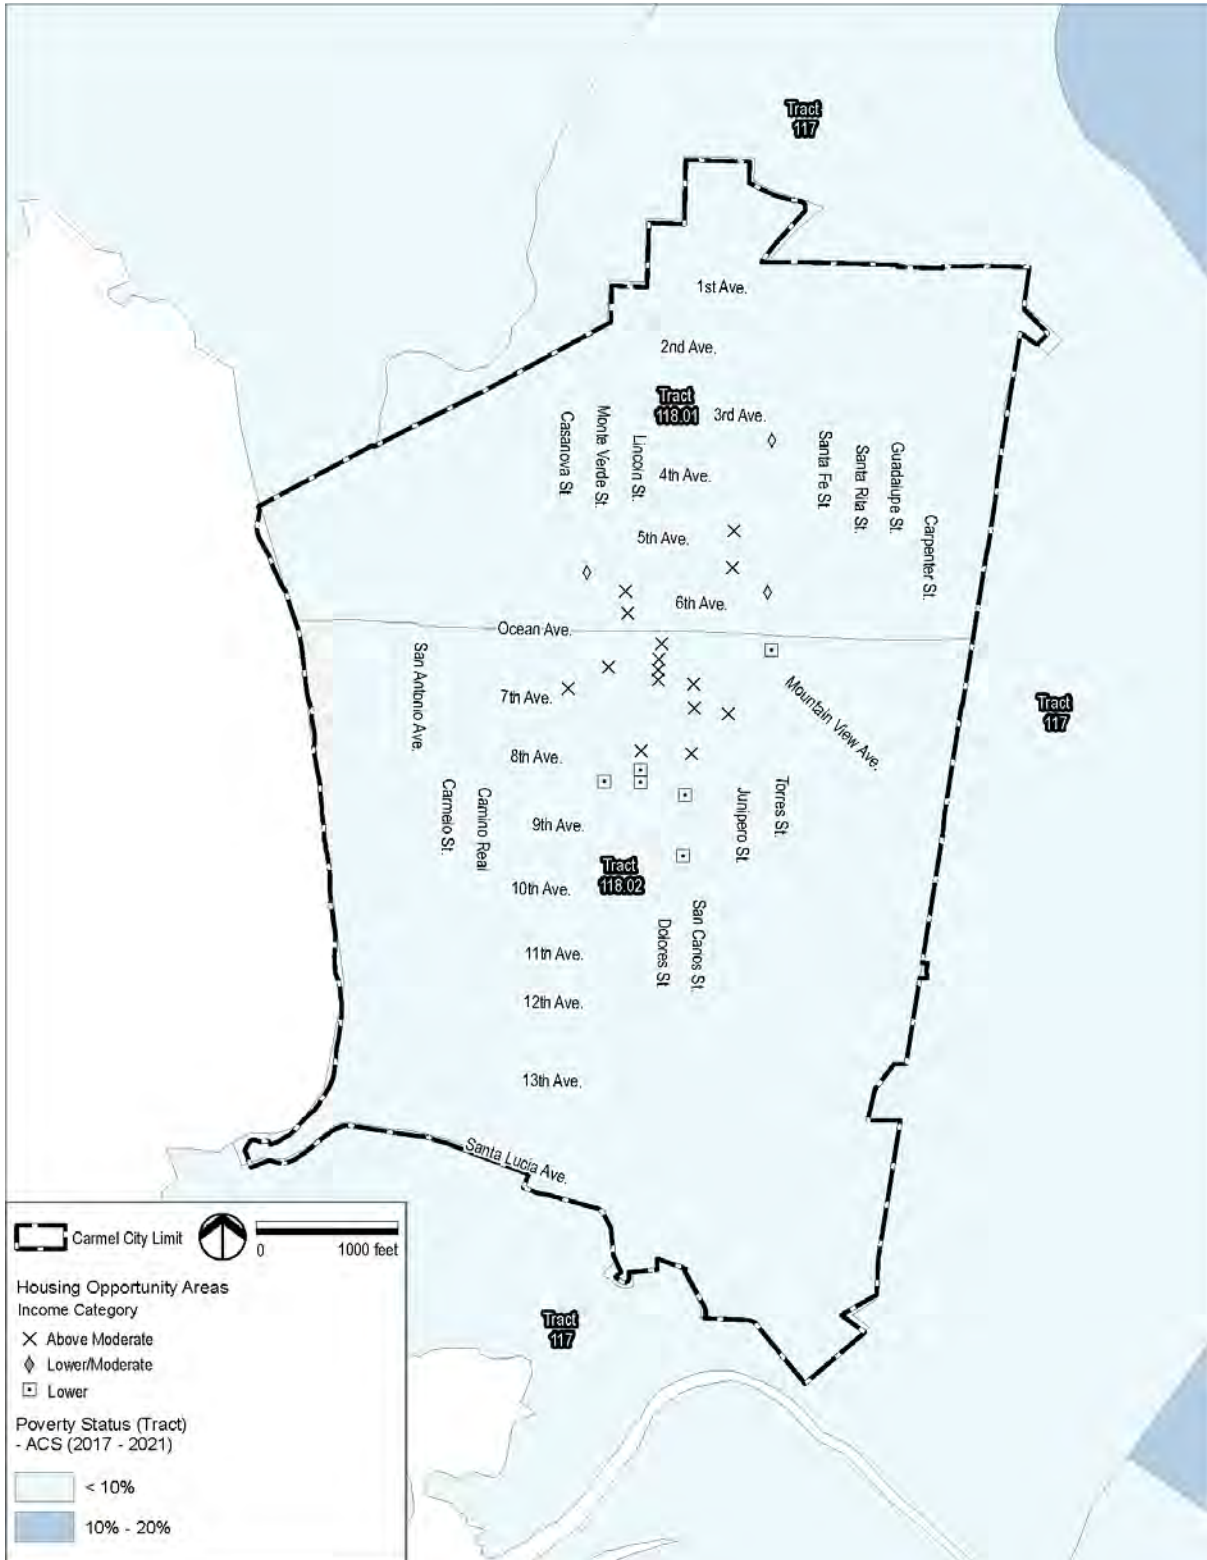 Tract
117
1st Ave.
2nd Ave.
Tract
118.01
3rd Ave.
Casanova St.
Monte Verde St.
Lincoln St.
4th Ave.
Santa Fe St.
Santa Rita St.
Guadalupe St.
Carpenter St.
5th Ave.
6th Ave.
Ocean Ave.
San Antonio Ave.
7th Ave.
Mountain View Ave.
Tract
117
8th Ave.
Carmelo St.
Camino Real
9th Ave.
Junipero St.
Torres St.
Tract
118.02
10th Ave.
Dolores St.
San Carlos St.
11th Ave.
12th Ave.
13th Ave.
Santa Lucia Ave.
Tract
117
Carmel City Limit
0 1000 feet
Housing Opportunity Areas
Income Category
Above Moderate
Lower/Moderate
Lower
Poverty Status (Tract)
- ACS (2017 - 2021)
< 10%
10% - 20%